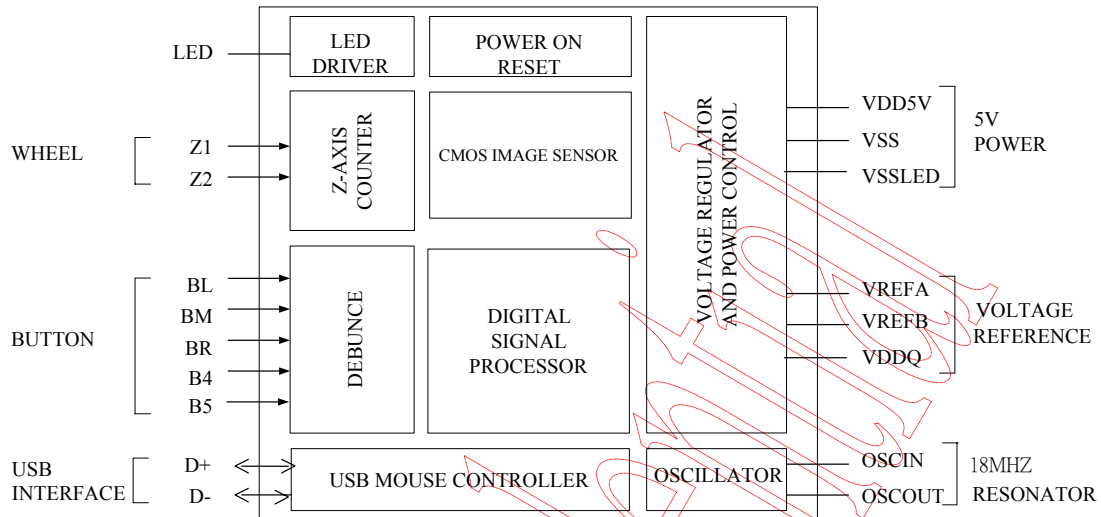 LED
LED
DRIVER
POWER ON
RESET
WHEEL
Z1
Z2
Z-AXIS
COUNTER
CMOS IMAGE SENSOR
VOLTAGE REGULATOR
AND POWER CONTROL
VDD5V
VSS
VSSLED
5V
POWER
BUTTON
BL
BM
BR
B4
B5
DEBUNCE
DIGITAL
SIGNAL
PROCESSOR
VREFA
VREFB
VDDQ
VOLTAGE
REFERENCE
USB
INTERFACE
D+
D-
USB MOUSE CONTROLLER
OSCILLATOR
OSCIN
OSCOUT
18MHZ
RESONATOR